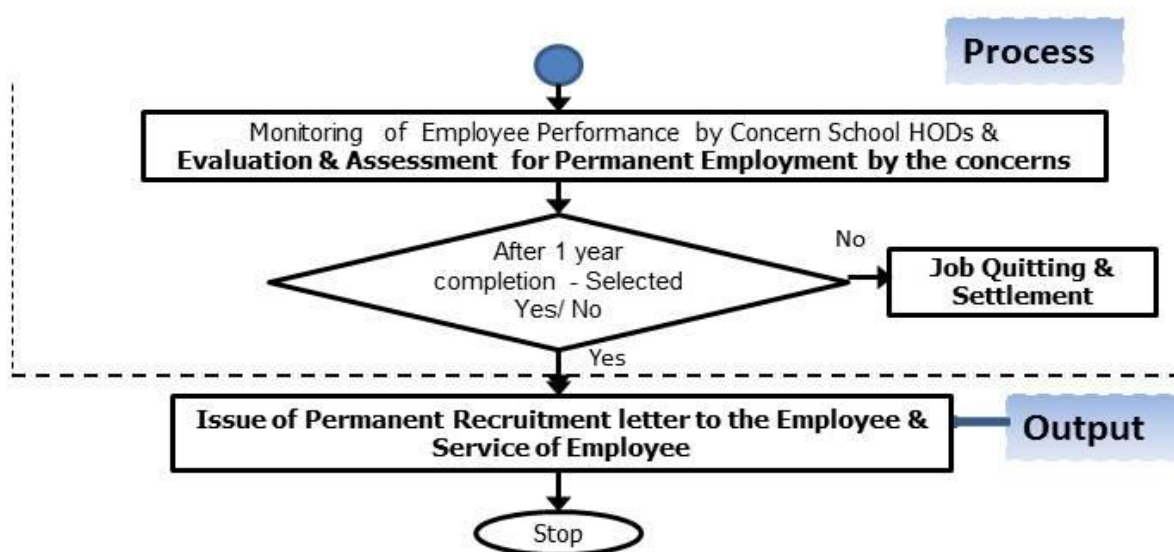 Process
Monitoring of Employee Performance by Concern School HODs &
Evaluation & Assessment for Permanent Employment by the concerns
After 1 year
completion - Selected
Yes/ No
No
Job Quitting &
Settlement
Yes
Issue of Permanent Recruitment letter to the Employee &
Service of Employee
Output
Stop